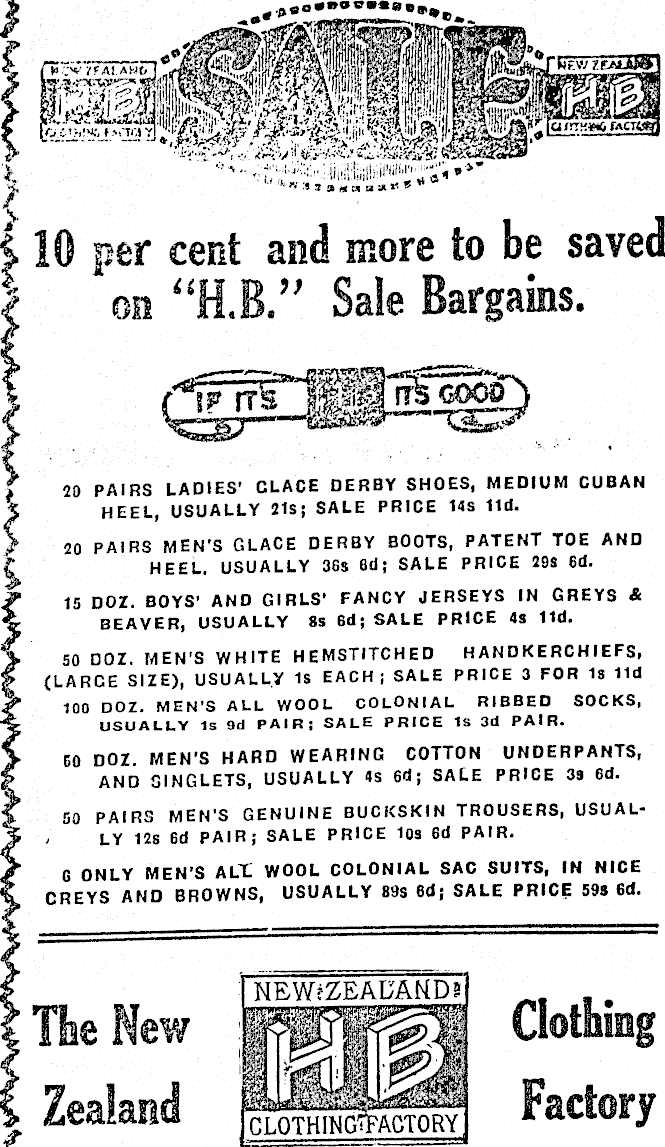 SALE
NEW ZEALAND
HB
CLOTHING FACTORY
NEW ZEALAND
HB
CLOTHING FACTORY
10 per cent and more to be saved
on “H.B.” Sale Bargains.
IF ITS
ITS GOOD
20 PAIRS LADIES' GLACE DERBY SHOES, MEDIUM CUBAN
HEEL, USUALLY 21s; SALE PRICE 14s 11d.
20 PAIRS MEN'S GLACE DERBY BOOTS, PATENT TOE AND
HEEL. USUALLY 36s 6d; SALE PRICE 29s 6d.
15 DOZ. BOYS' AND GIRLS' FANCY JERSEYS IN GREYS &
BEAVER, USUALLY 8s 6d; SALE PRICE 4s 11d.
50 DOZ. MEN'S WHITE HEMSTITCHED HANDKERCHIEFS,
(LARGE SIZE), USUALLY 1s EACH; SALE PRICE 3 FOR 1s 11d
100 DOZ. MEN'S ALL WOOL COLONIAL RIBBED SOCKS,
USUALLY 1s 9d PAIR; SALE PRICE 1s 3d PAIR.
50 DOZ. MEN'S HARD WEARING COTTON UNDERPANTS,
AND SINGLETS, USUALLY 4s 6d; SALE PRICE 3s 6d.
50 PAIRS MEN'S GENUINE BUCKSKIN TROUSERS, USUAL-
LY 12s 6d PAIR; SALE PRICE 10s 6d PAIR.
6 ONLY MEN'S ALL WOOL COLONIAL SAC SUITS, IN NICE
GREYS AND BROWNS, USUALLY 89s 6d; SALE PRICE 59s 6d.
The New
Zealand
NEW ZEALAND
HB
CLOTHING FACTORY
Clothing
Factory